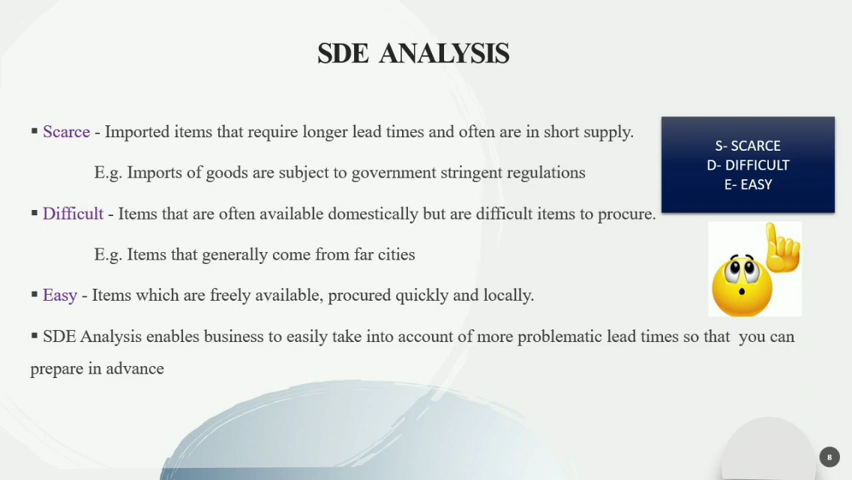 SDE ANALYSIS
▪ Scarce - Imported items that require longer lead times and often are in short supply.
E.g. Imports of goods are subject to government stringent regulations
▪ Difficult - Items that are often available domestically but are difficult items to procure.
E.g. Items that generally come from far cities
▪ Easy - Items which are freely available, procured quickly and locally.
▪ SDE Analysis enables business to easily take into account of more problematic lead times so that you can
prepare in advance
S- SCARCE
D- DIFFICULT
E- EASY
8